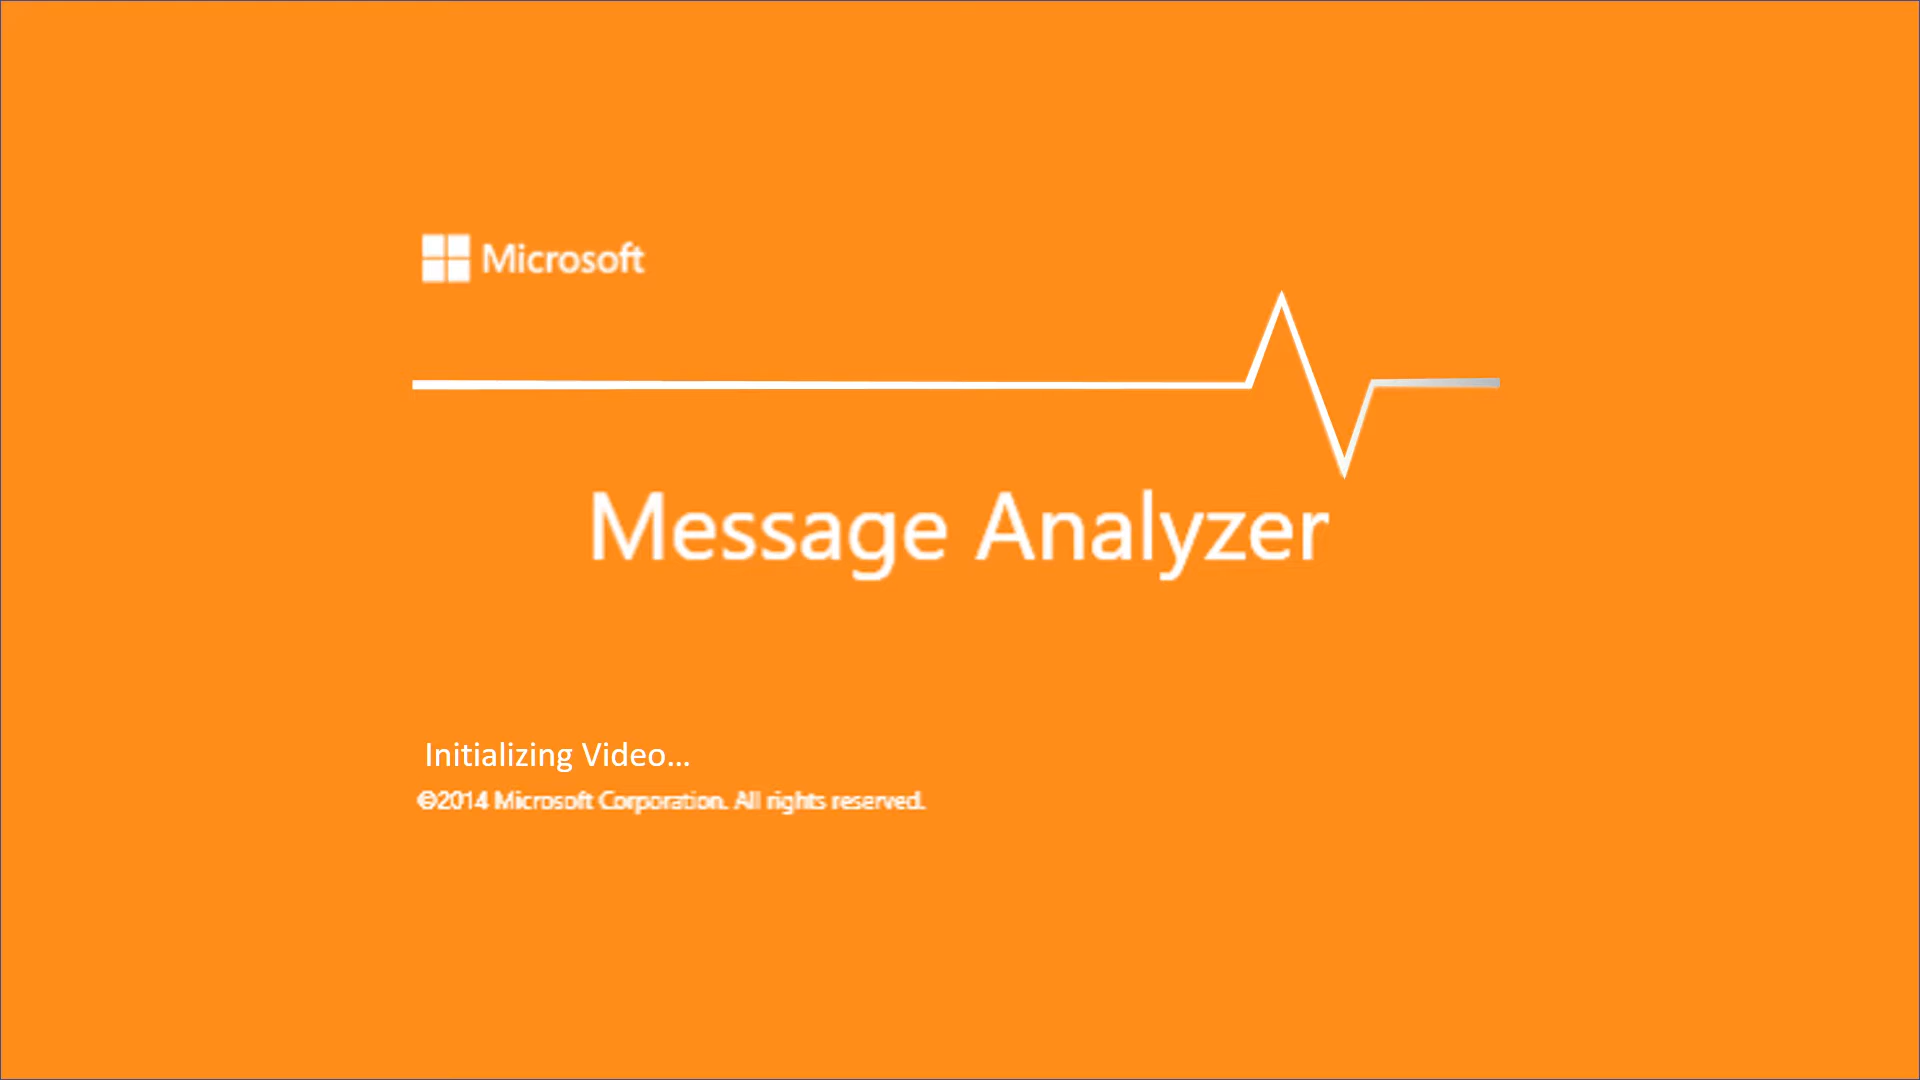 Microsoft
Message Analyzer
Initializing Video...
©2014 Microsoft Corporation. All rights reserved.